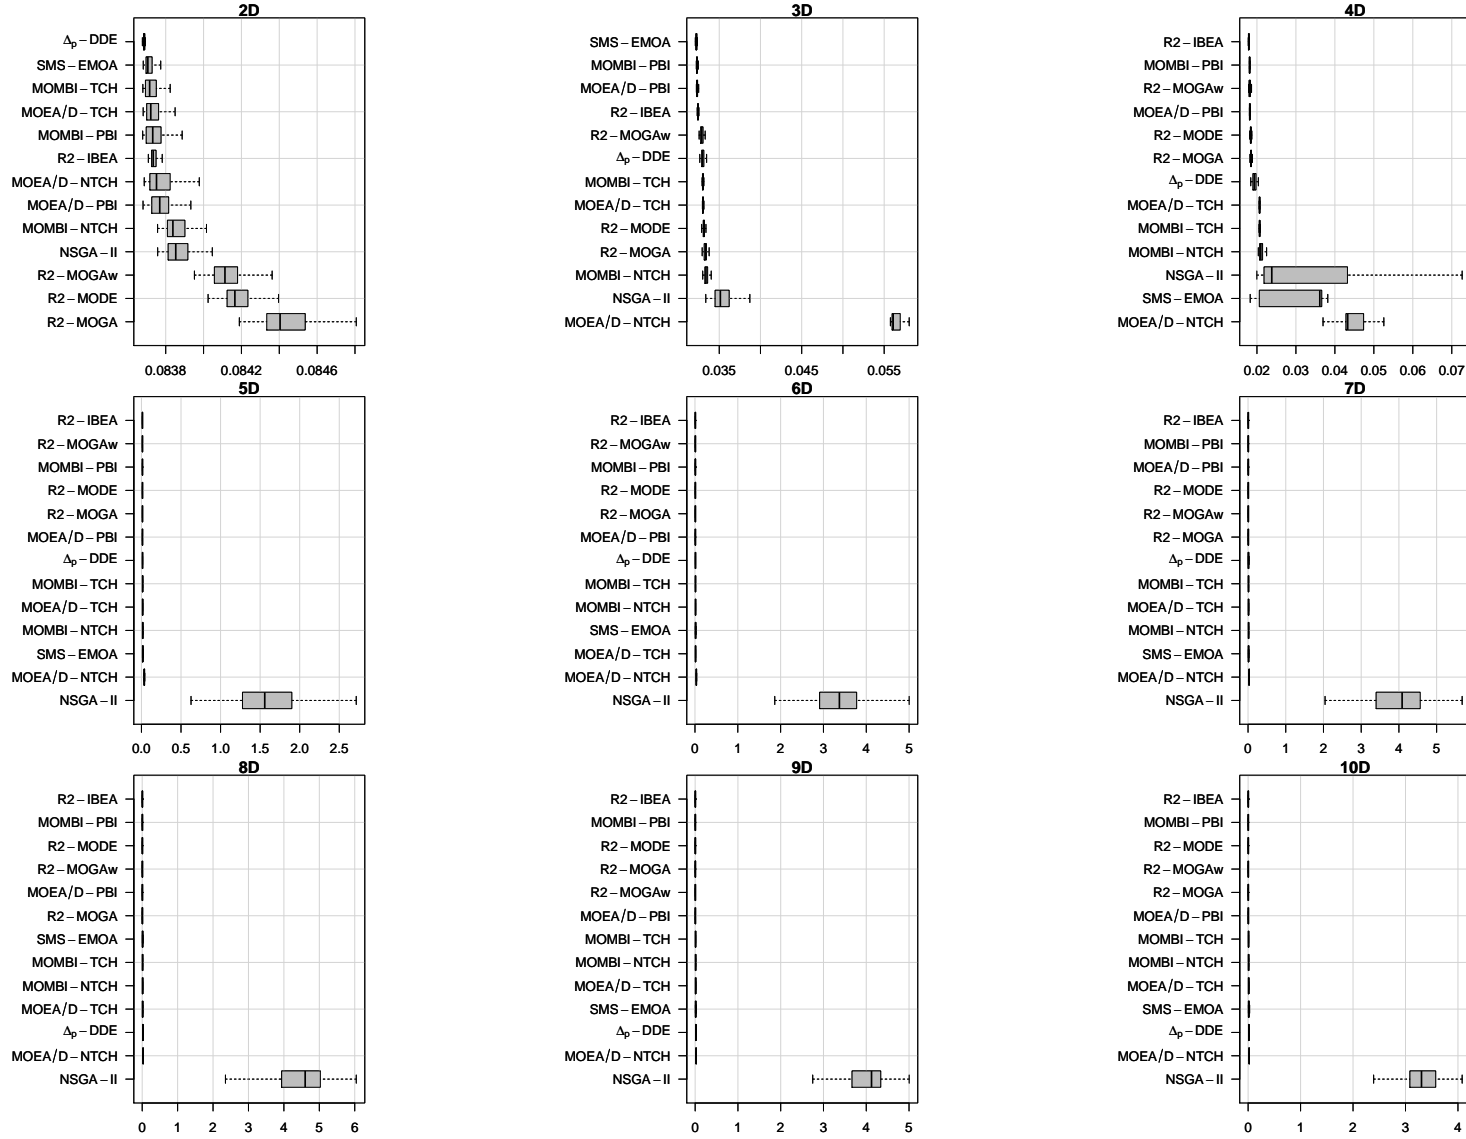 2D
Δp−DDE
SMS−EMOA
MOMBI−TCH
MOEA/D−TCH
MOMBI−PBI
R2−IBEA
MOEA/D−NTCH
MOEA/D−PBI
MOMBI−NTCH
NSGA−II
R2−MOGAw
R2−MODE
R2−MOGA
0.0838 0.0842 0.0846
3D
SMS−EMOA
MOMBI−PBI
MOEA/D−PBI
R2−IBEA
R2−MOGAw
Δp−DDE
MOMBI−TCH
MOEA/D−TCH
R2−MODE
R2−MOGA
MOMBI−NTCH
NSGA−II
MOEA/D−NTCH
0.035 0.045 0.055
4D
R2−IBEA
MOMBI−PBI
R2−MOGAw
MOEA/D−PBI
R2−MODE
R2−MOGA
Δp−DDE
MOEA/D−TCH
MOMBI−TCH
MOMBI−NTCH
NSGA−II
SMS−EMOA
MOEA/D−NTCH
0.02 0.03 0.04 0.05 0.06 0.07
5D
R2−IBEA
R2−MOGAw
MOMBI−PBI
R2−MODE
R2−MOGA
MOEA/D−PBI
Δp−DDE
MOMBI−TCH
MOEA/D−TCH
MOMBI−NTCH
SMS−EMOA
MOEA/D−NTCH
NSGA−II
0.0 0.5 1.0 1.5 2.0 2.5
6D
R2−IBEA
R2−MOGAw
MOMBI−PBI
R2−MODE
R2−MOGA
MOEA/D−PBI
Δp−DDE
MOMBI−TCH
MOMBI−NTCH
SMS−EMOA
MOEA/D−TCH
MOEA/D−NTCH
NSGA−II
0 1 2 3 4 5
7D
R2−IBEA
MOMBI−PBI
MOEA/D−PBI
R2−MODE
R2−MOGAw
R2−MOGA
Δp−DDE
MOMBI−TCH
MOEA/D−TCH
MOMBI−NTCH
SMS−EMOA
MOEA/D−NTCH
NSGA−II
0 1 2 3 4 5
8D
R2−IBEA
MOMBI−PBI
R2−MODE
R2−MOGAw
MOEA/D−PBI
R2−MOGA
SMS−EMOA
MOMBI−TCH
MOMBI−NTCH
MOEA/D−TCH
Δp−DDE
MOEA/D−NTCH
NSGA−II
0 1 2 3 4 5 6
9D
R2−IBEA
MOMBI−PBI
R2−MODE
R2−MOGA
R2−MOGAw
MOEA/D−PBI
MOMBI−TCH
MOMBI−NTCH
MOEA/D−TCH
SMS−EMOA
Δp−DDE
MOEA/D−NTCH
NSGA−II
0 1 2 3 4 5
10D
R2−IBEA
MOMBI−PBI
R2−MODE
R2−MOGAw
R2−MOGA
MOEA/D−PBI
MOMBI−TCH
MOMBI−NTCH
MOEA/D−TCH
SMS−EMOA
Δp−DDE
MOEA/D−NTCH
NSGA−II
0 1 2 3 4